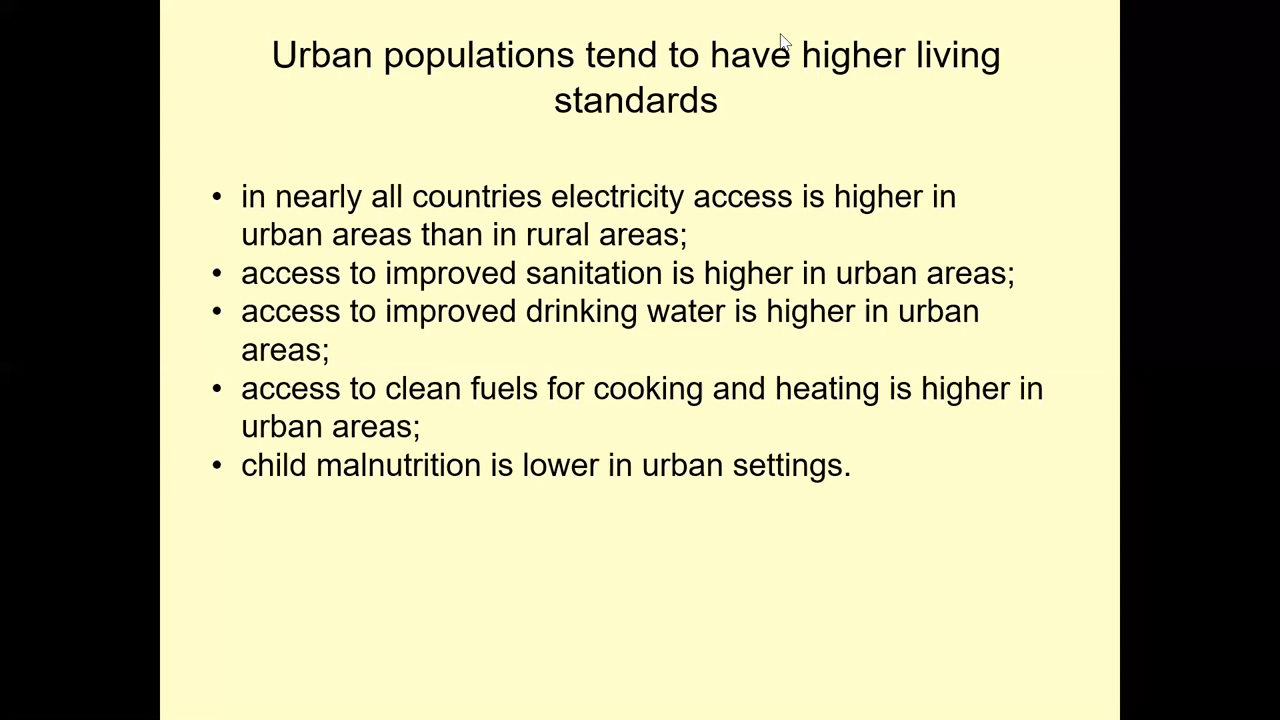 Urban populations tend to have higher living
standards
• in nearly all countries electricity access is higher in
urban areas than in rural areas;
• access to improved sanitation is higher in urban areas;
• access to improved drinking water is higher in urban
areas;
• access to clean fuels for cooking and heating is higher in
urban areas;
• child malnutrition is lower in urban settings.